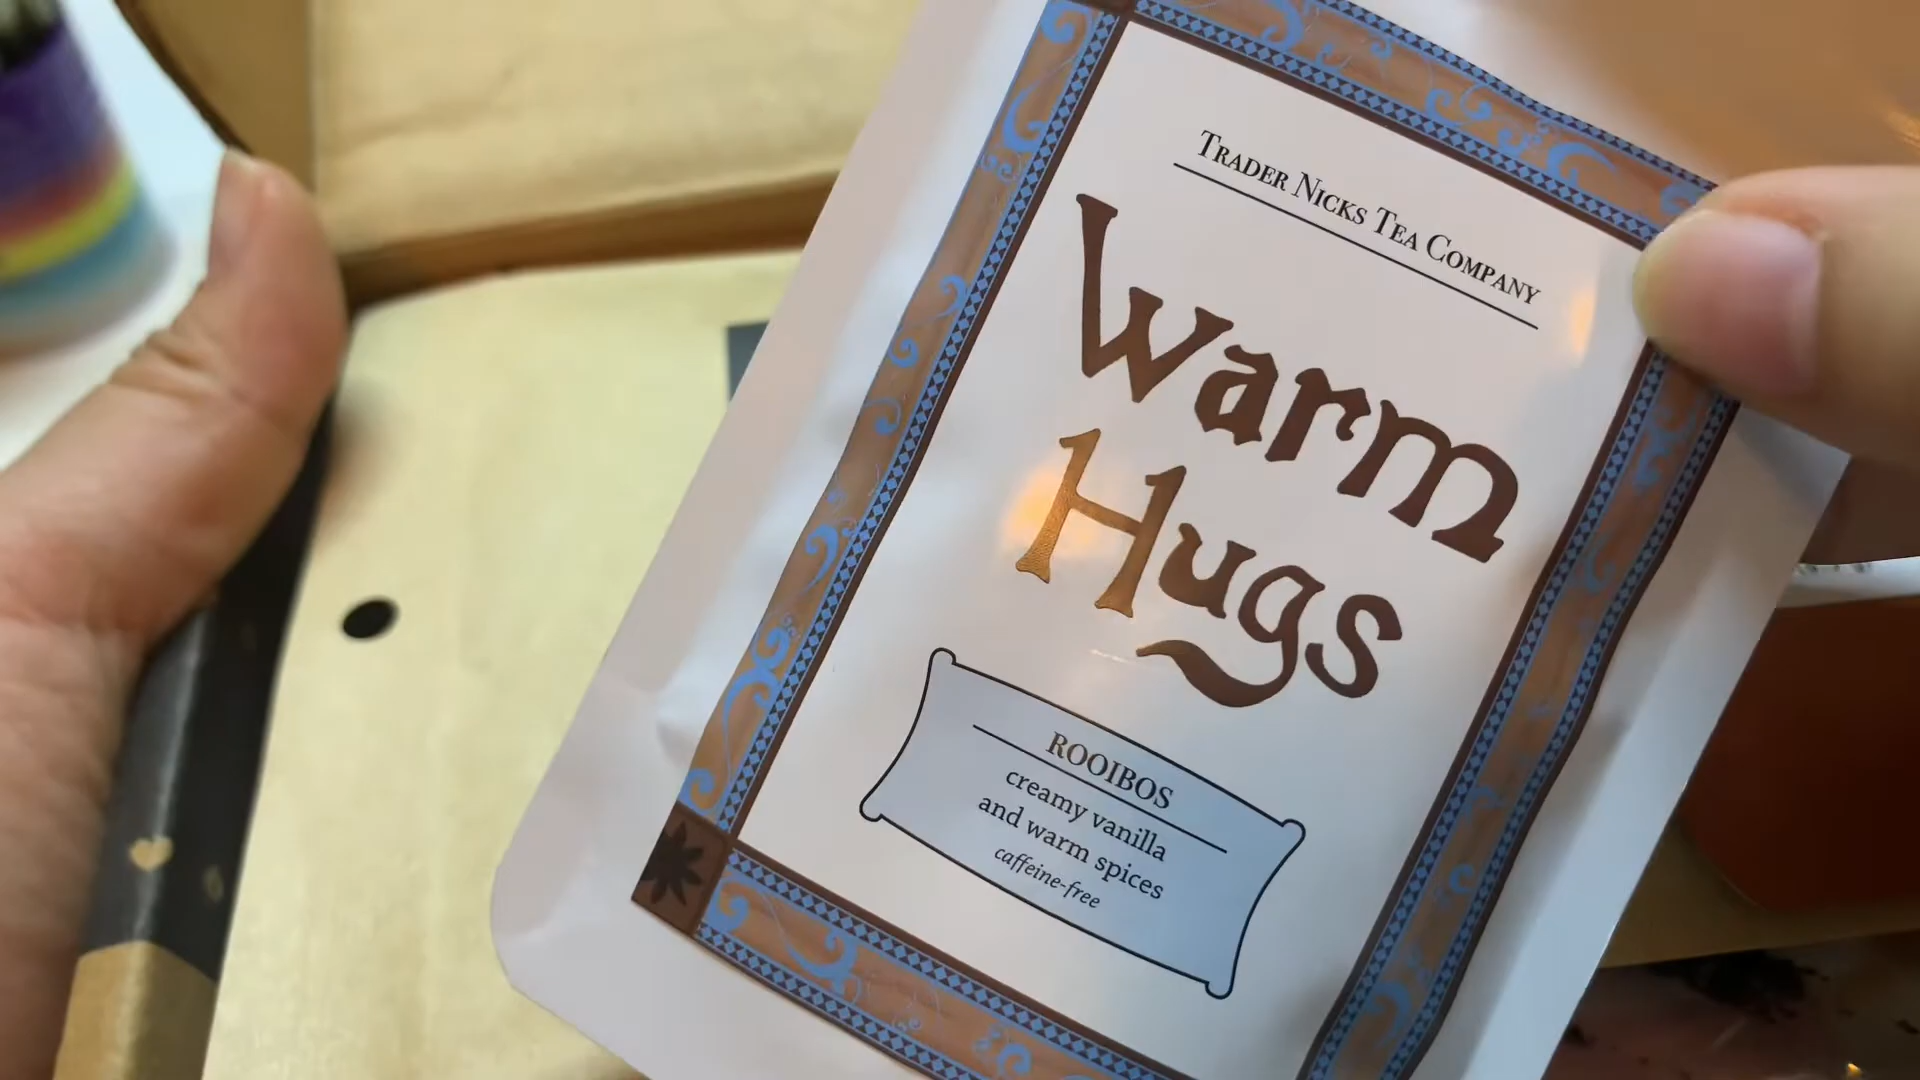 Trader Nicks Tea Company
Warm
Hugs
ROOIBOS
creamy vanilla
and warm spices
caffeine-free